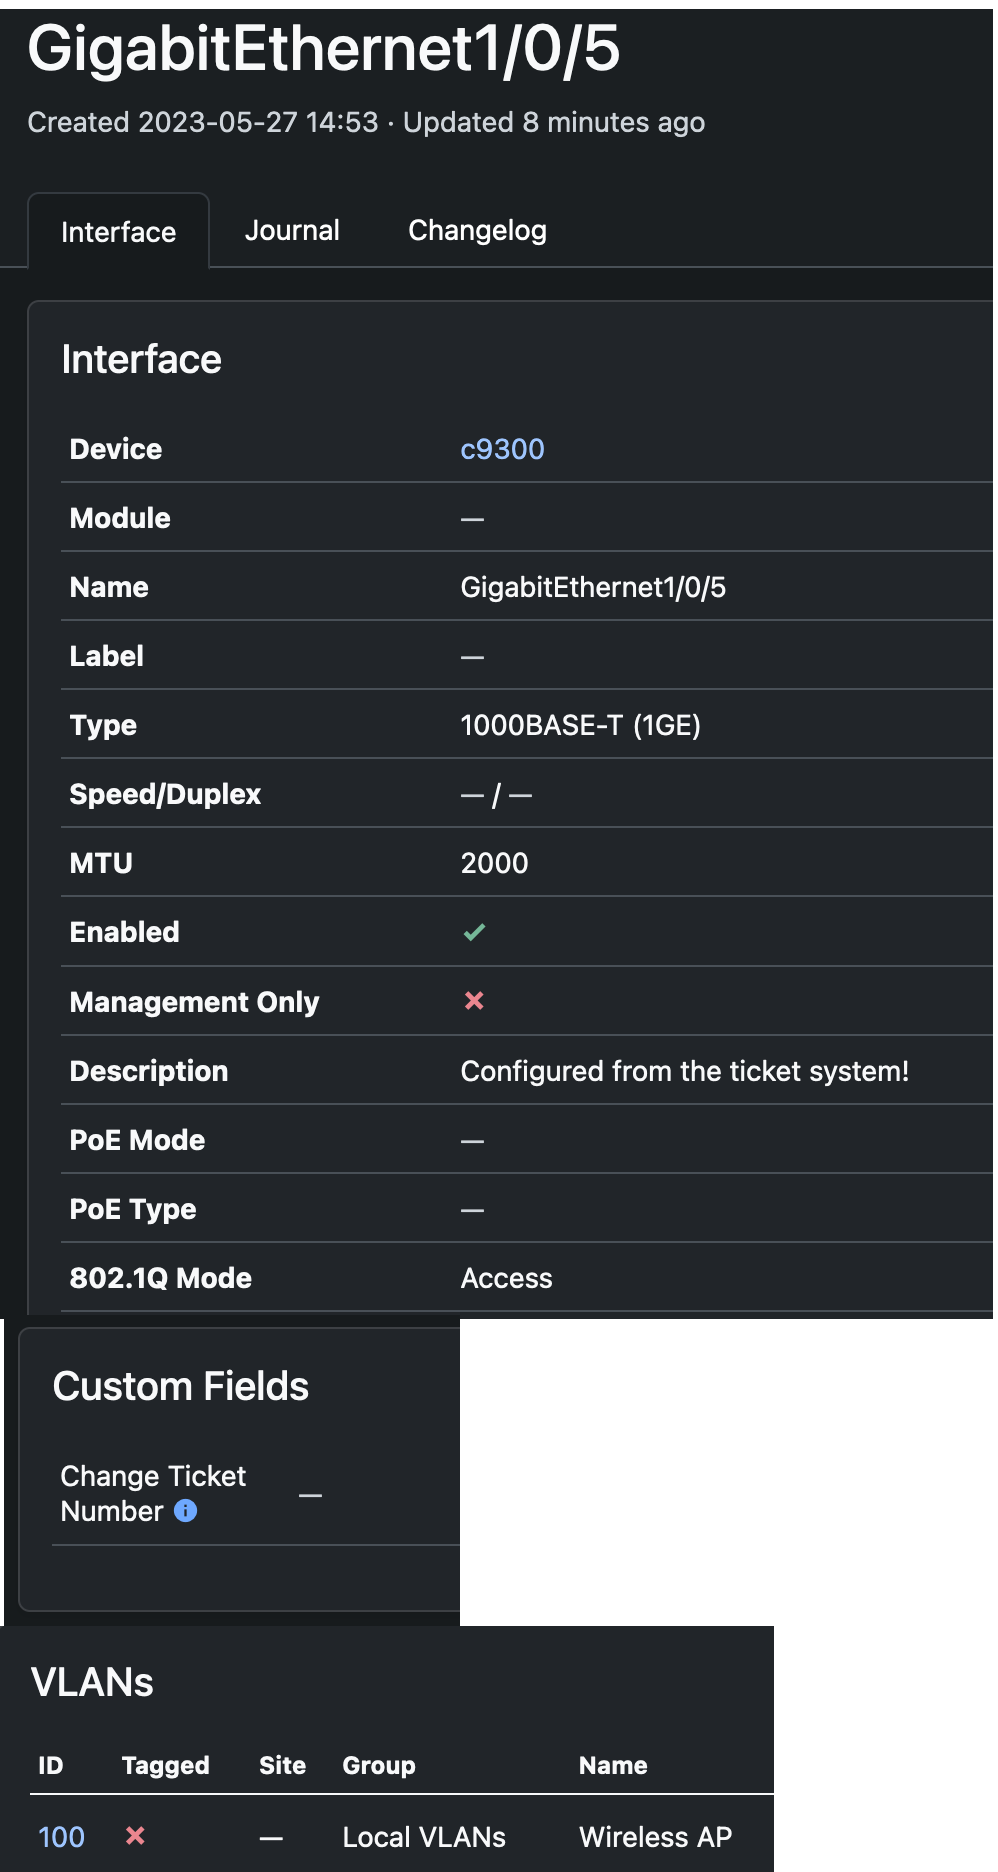 GigabitEthernet1/0/5
Created 2023-05-27 14:53 · Updated 8 minutes ago
Interface Journal Changelog
Interface
Device c9300
Module —
Name GigabitEthernet1/0/5
Label —
Type 1000BASE-T (1GE)
Speed/Duplex — / —
MTU 2000
Enabled
Management Only
Description Configured from the ticket system!
PoE Mode —
PoE Type —
802.1Q Mode Access
Custom Fields
Change Ticket
Number —
VLANs
ID Tagged Site Group Name
100 — Local VLANs Wireless AP